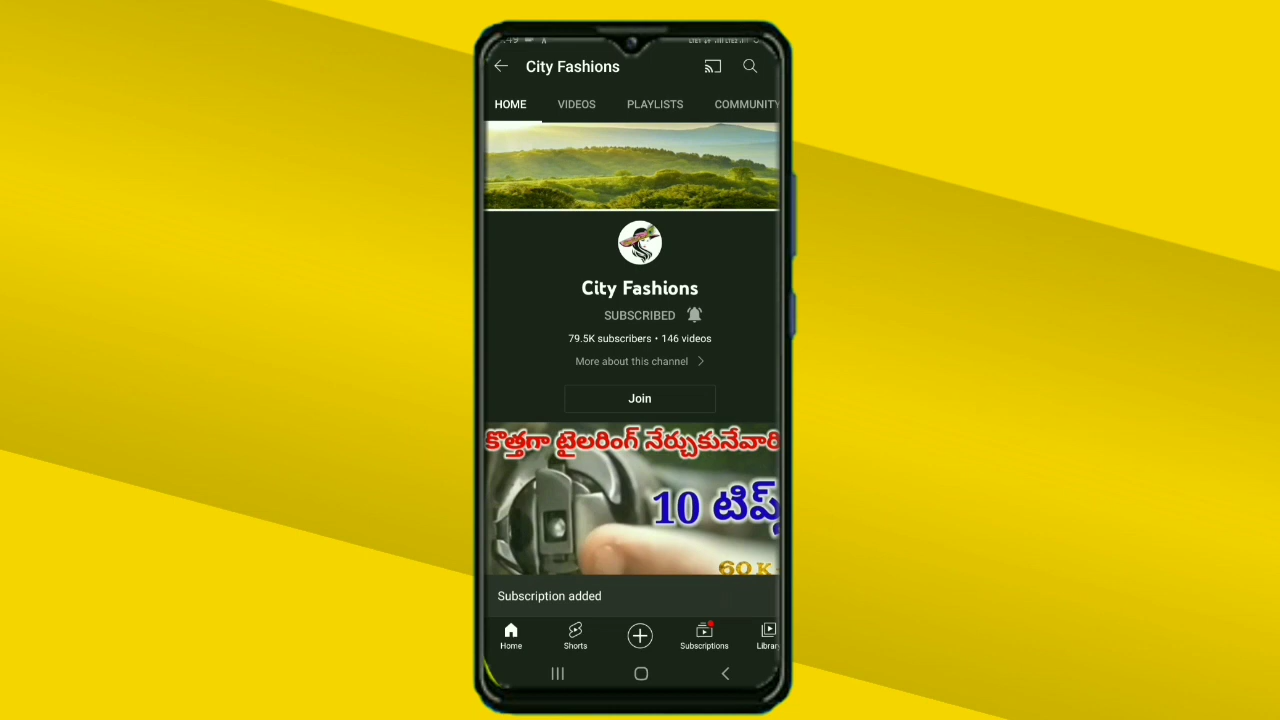 City Fashions
HOME VIDEOS PLAYLISTS COMMUNITY
City Fashions
SUBSCRIBED
79.5K subscribers • 146 videos
More about this channel
Join
కొత్తగా టైలరింగ్ నేర్చుకునేవారి
10 టిప్స్
60 K
Subscription added
Home Shorts Subscriptions Librar